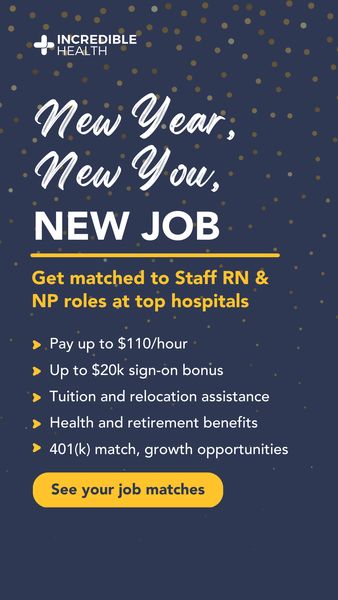 INCREDIBLE
HEALTH
New Year,
New You,
NEW JOB
Get matched to Staff RN &
NP roles at top hospitals
Pay up to $110/hour
Up to $20k sign-on bonus
Tuition and relocation assistance
Health and retirement benefits
401(k) match, growth opportunities
See your job matches